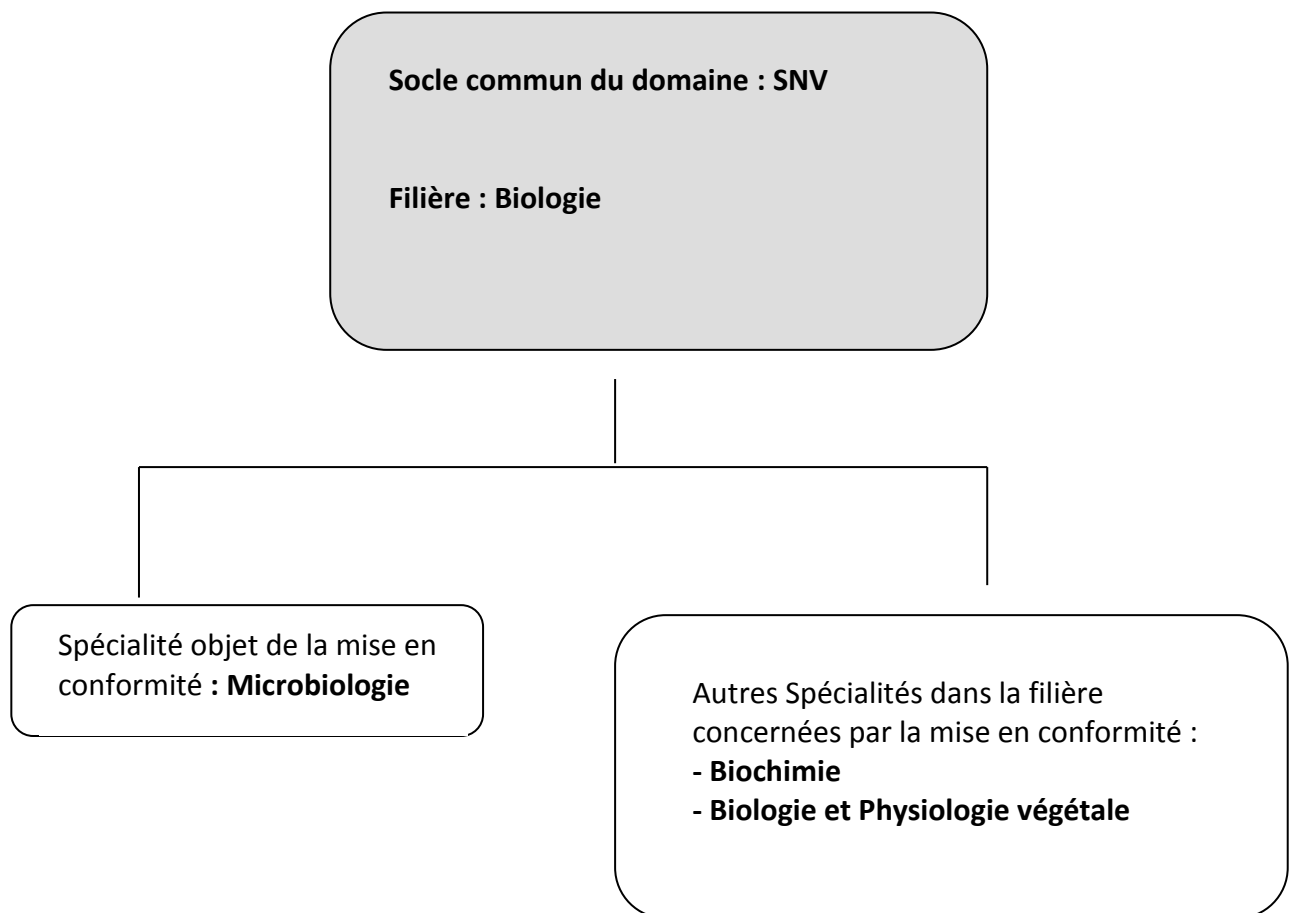 Socle commun du domaine : SNV
Filière : Biologie
Spécialité objet de la mise en
conformité : Microbiologie
Autres Spécialités dans la filière
concernées par la mise en conformité :
- Biochimie
- Biologie et Physiologie végétale